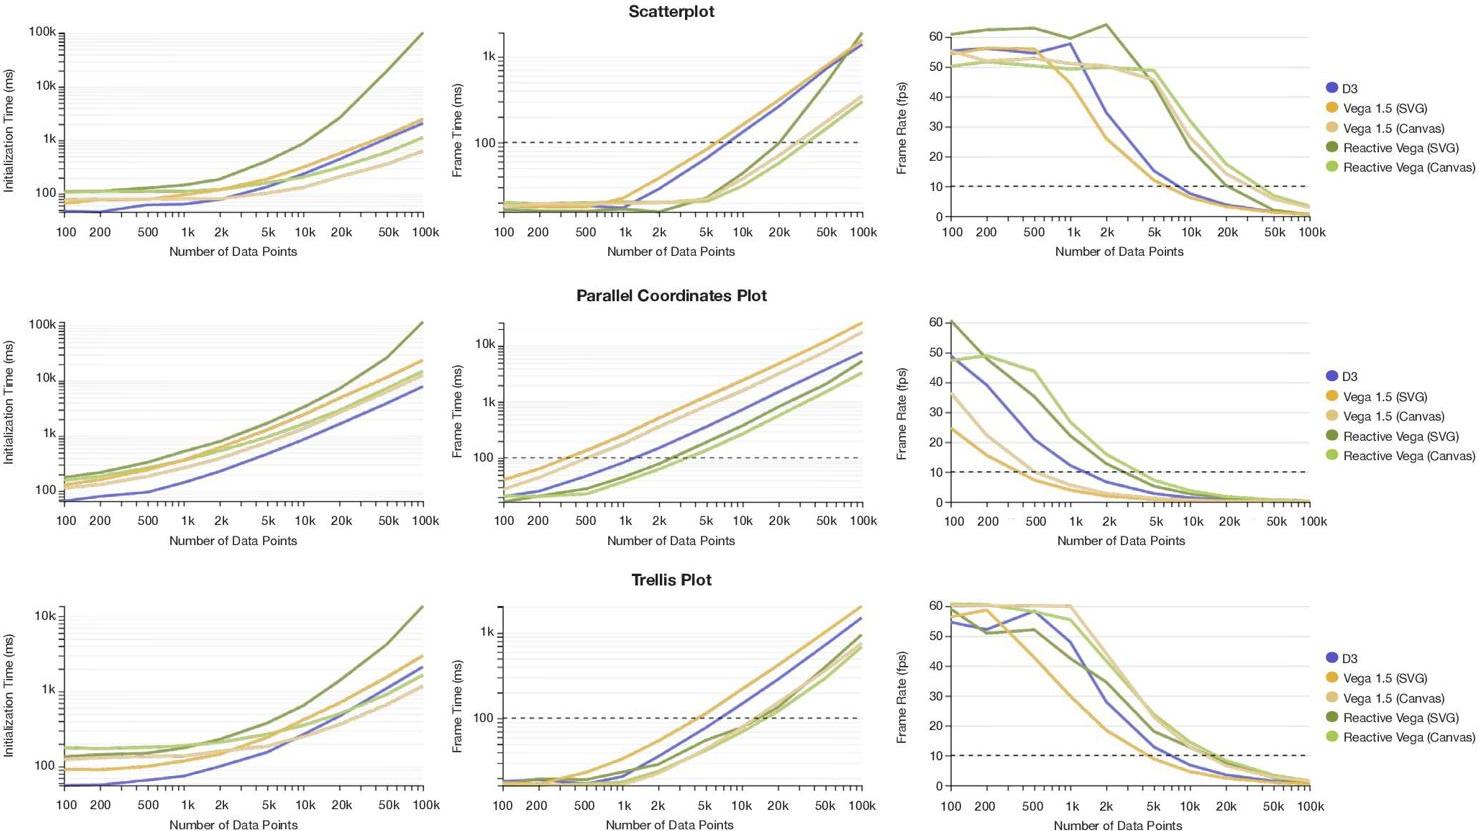 Scatterplot
Initialization Time (ms)
100k
10k
1k
100
100 200 500 1k 2k 5k 10k 20k 50k 100k
Number of Data Points
Frame Time (ms)
1k
100
100 200 500 1k 2k 5k 10k 20k 50k 100k
Number of Data Points
Frame Rate (fps)
60
50
40
30
20
10
0
100 200 500 1k 2k 5k 10k 20k 50k 100k
Number of Data Points
D3
Vega 1.5 (SVG)
Vega 1.5 (Canvas)
Reactive Vega (SVG)
Reactive Vega (Canvas)
Parallel Coordinates Plot
Initialization Time (ms)
100k
10k
1k
100
100 200 500 1k 2k 5k 10k 20k 50k 100k
Number of Data Points
Frame Time (ms)
10k
1k
100
100 200 500 1k 2k 5k 10k 20k 50k 100k
Number of Data Points
Frame Rate (fps)
60
50
40
30
20
10
0
100 200 500 1k 2k 5k 10k 20k 50k 100k
Number of Data Points
D3
Vega 1.5 (SVG)
Vega 1.5 (Canvas)
Reactive Vega (SVG)
Reactive Vega (Canvas)
Trellis Plot
Initialization Time (ms)
10k
1k
100
100 200 500 1k 2k 5k 10k 20k 50k 100k
Number of Data Points
Frame Time (ms)
1k
100
100 200 500 1k 2k 5k 10k 20k 50k 100k
Number of Data Points
Frame Rate (fps)
60
50
40
30
20
10
0
100 200 500 1k 2k 5k 10k 20k 50k 100k
Number of Data Points
D3
Vega 1.5 (SVG)
Vega 1.5 (Canvas)
Reactive Vega (SVG)
Reactive Vega (Canvas)